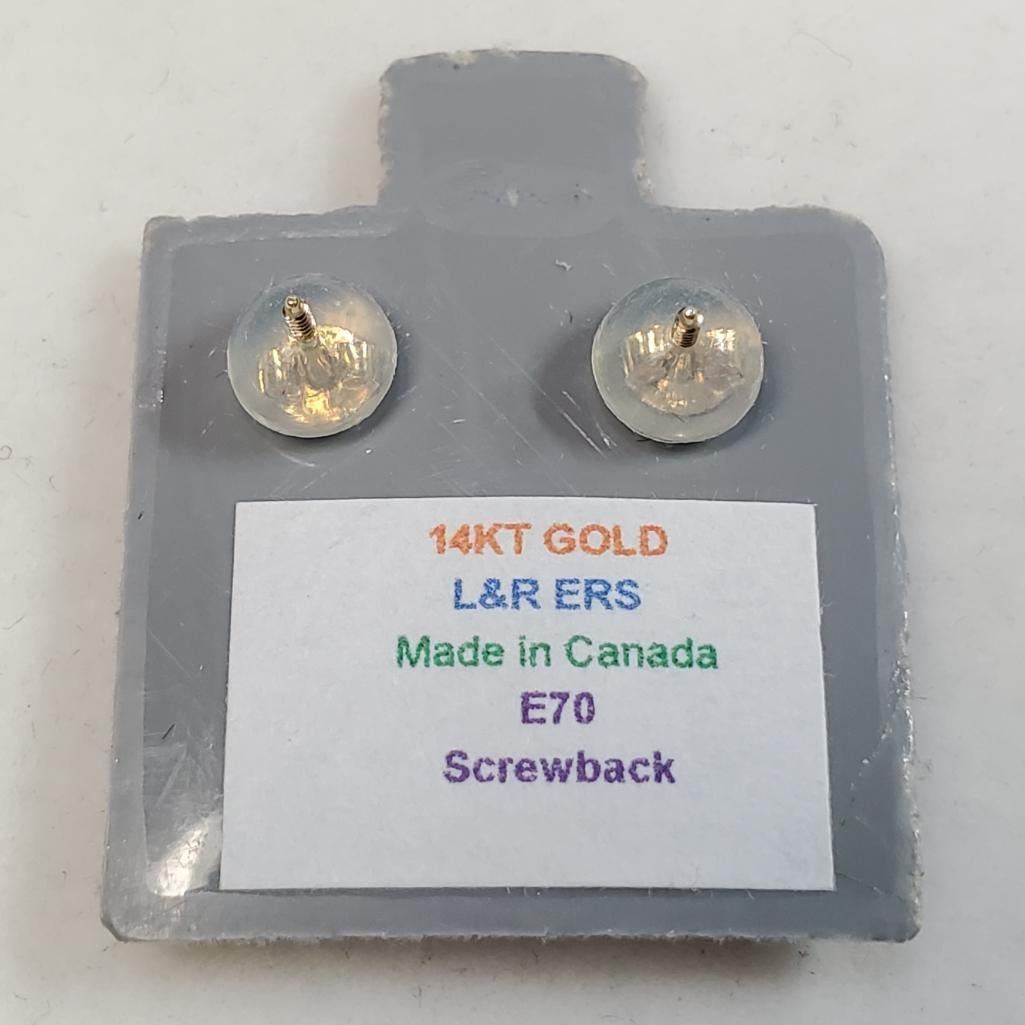 14KT GOLD
L&R ERS
Made in Canada
E70
Screwback